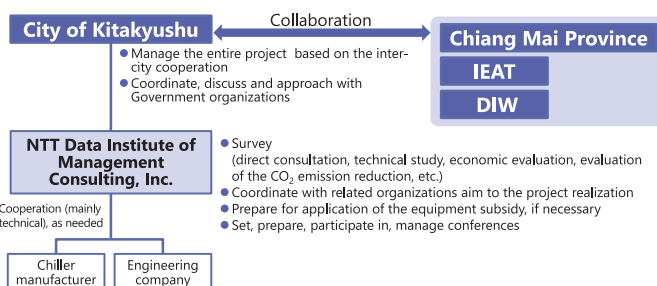 City of Kitakyushu
Collaboration
Chiang Mai Province
IEAT
DIW
● Manage the entire project based on the inter-
city cooperation
● Coordinate, discuss and approach with
Government organizations
NTT Data Institute of
Management
Consulting, Inc.
● Survey
(direct consultation, technical study, economic evaluation, evaluation
of the CO₂ emission reduction, etc.)
● Coordinate with related organizations aim to the project realization
● Prepare for application of the equipment subsidy, if necessary
● Set, prepare, participate in, manage conferences
Cooperation (mainly
technical), as needed
Chiller
manufacturer
Engineering
company